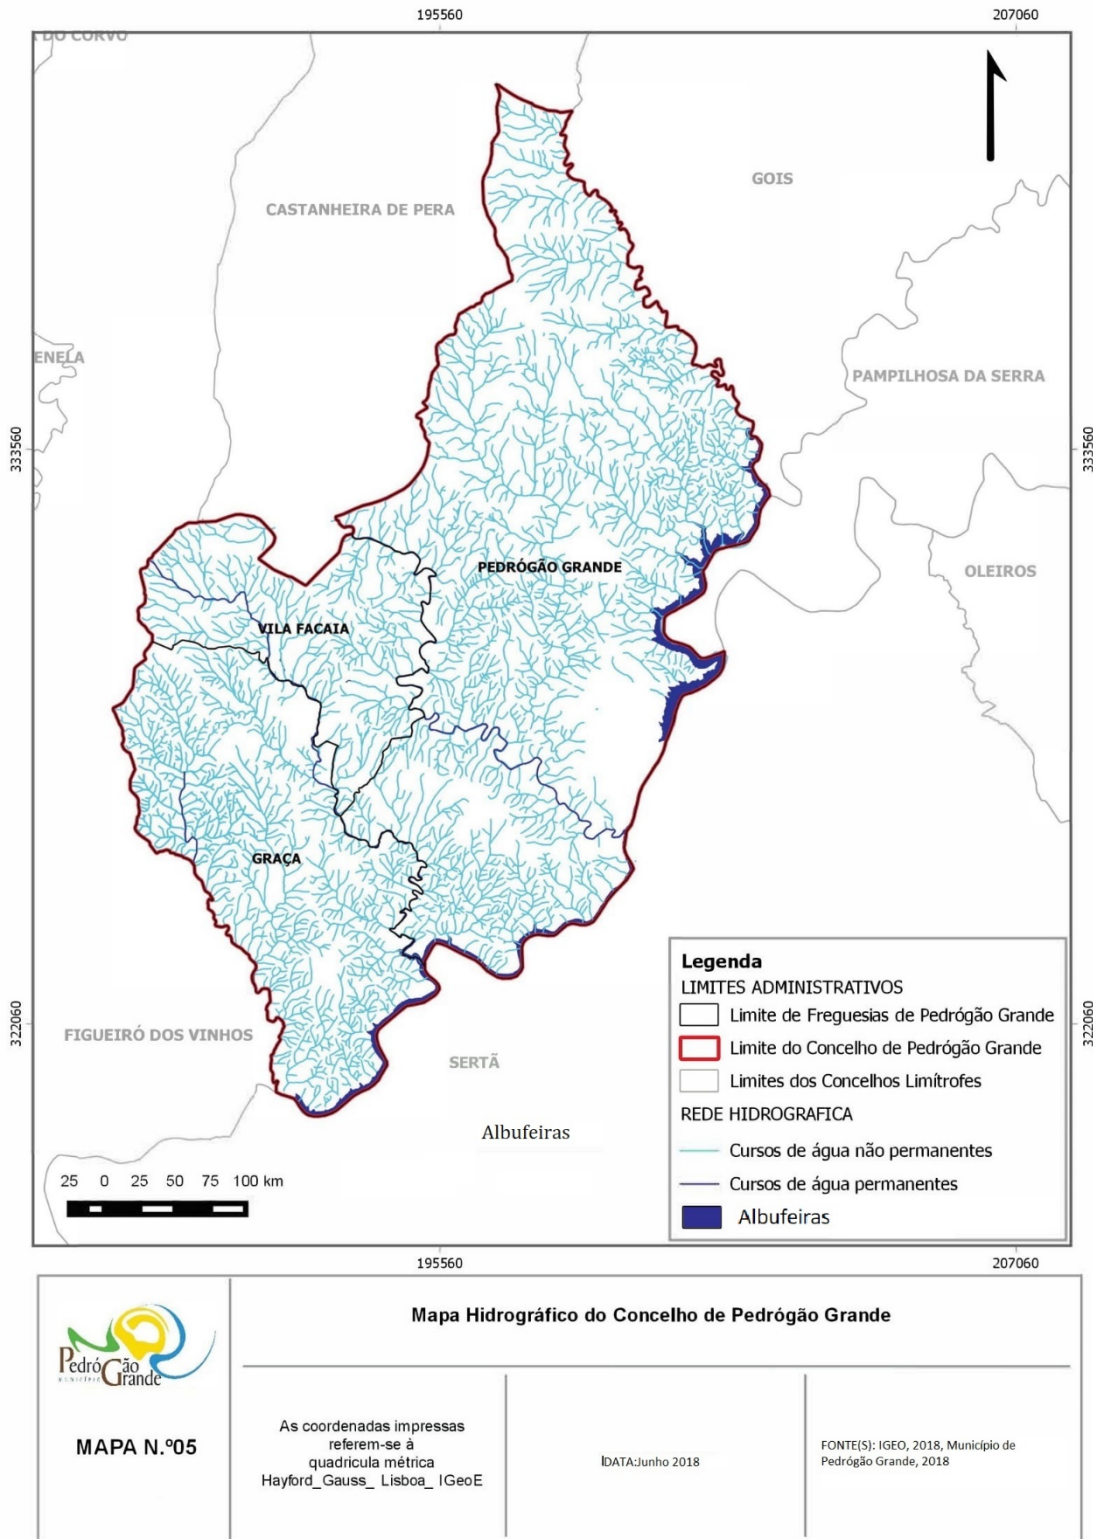 195560
207060
A DO CORVO
GOIS
CASTANHEIRA DE PERA
ENELA
PAMPILHOSA DA SERRA
333560
333560
PEDRÓGÃO GRANDE
OLEIROS
VILA FACAIA
GRAÇA
322060
322060
FIGUEIRÓ DOS VINHOS
SERTÃ
Albufeiras
25 0 25 50 75 100 km
Legenda
LIMITES ADMINISTRATIVOS
Limite de Freguesias de Pedrógão Grande
Limite do Concelho de Pedrógão Grande
Limites dos Concelhos Limítrofes
REDE HIDROGRAFICA
Cursos de água não permanentes
Cursos de água permanentes
Albufeiras
195560
207060
Pedrógão
MUNICÍPIO Grande
MAPA N.º05
Mapa Hidrográfico do Concelho de Pedrógão Grande
As coordenadas impressas
referem-se à
quadricula métrica
Hayford_Gauss_ Lisboa_ IGeoE
DATA:Junho 2018
FONTE(S): IGEO, 2018, Município de
Pedrógão Grande, 2018